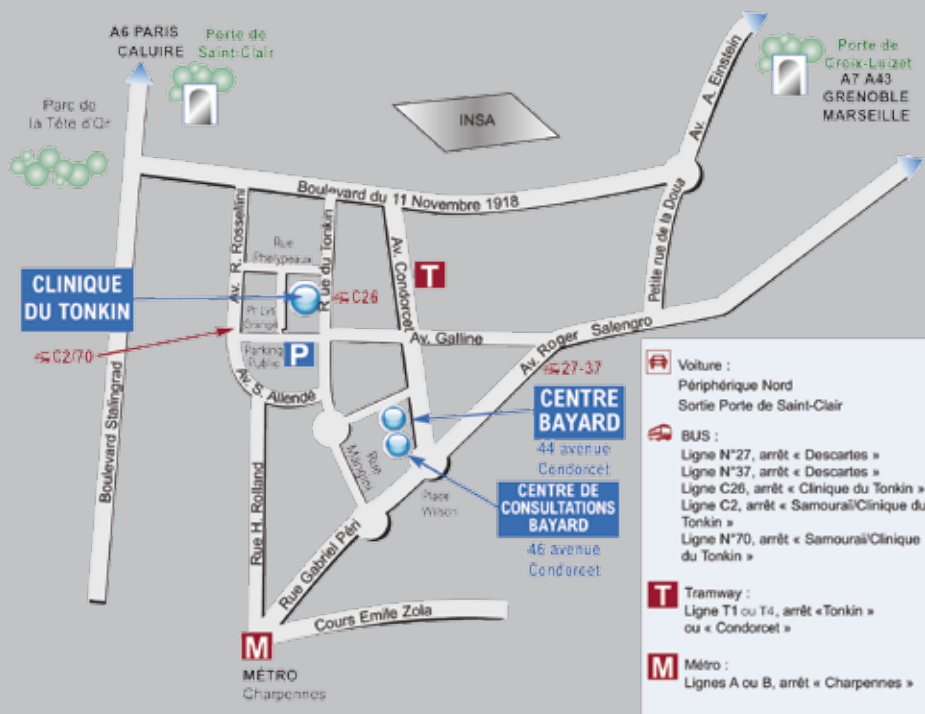 A6 PARIS
CALUIRE
Porte de
Saint-Clair
Parc de
la Tête d'Or
INSA
Av. A. Einstein
Porte de
Croix-Luizet
A7 A43
GRENOBLE
MARSEILLE
Boulevard du 11 Novembre 1918
Av. R. Rossellini
Rue
Phelypeaux
Rue du Tonkin
Av. Condorcet
T
Petite rue de la Doua
CLINIQUE
DU TONKIN
C26
Pt Lys
Orangé
C2/70
Parking
Public
P
Av. Galline
Av. Roger Salengro
27-37
Av. S. Allendé
Boulevard Stalingrad
CENTRE
BAYARD
44 avenue
Condorcet
Rue
Mangini
Place
Wilson
CENTRE DE
CONSULTATIONS
BAYARD
46 avenue
Condorcet
Rue H. Rolland
Rue Gabriel Péri
Cours Emile Zola
M
MÉTRO
Charpennes
Voiture :
Périphérique Nord
Sortie Porte de Saint-Clair
BUS :
Ligne N°27, arrêt « Descartes »
Ligne N°37, arrêt « Descartes »
Ligne C26, arrêt « Clinique du Tonkin »
Ligne C2, arrêt « Samouraï/Clinique du
Tonkin »
Ligne N°70, arrêt « Samouraï/Clinique
du Tonkin »
T
Tramway :
Ligne T1 ou T4, arrêt «Tonkin »
ou « Condorcet »
M
Métro :
Lignes A ou B, arrêt « Charpennes »